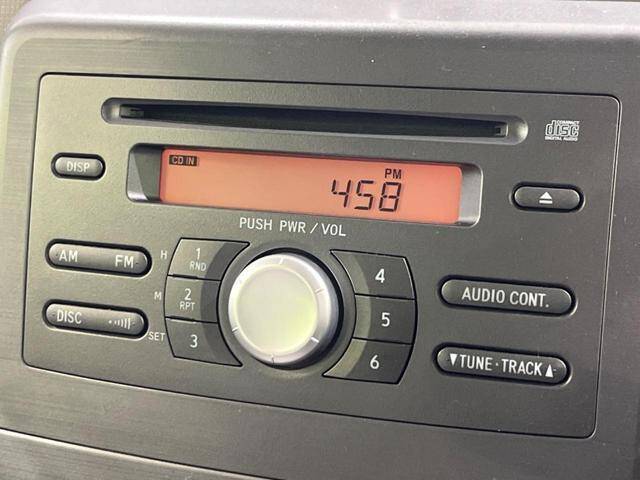 COMPACT
disc
DIGITAL AUDIO
DISP
CD IN
PM
458
PUSH PWR / VOL
AM FM
H
1
RND
4
M
2
RPT
AUDIO CONT.
DISC
5
SET
3
6
▼TUNE・TRACK▲